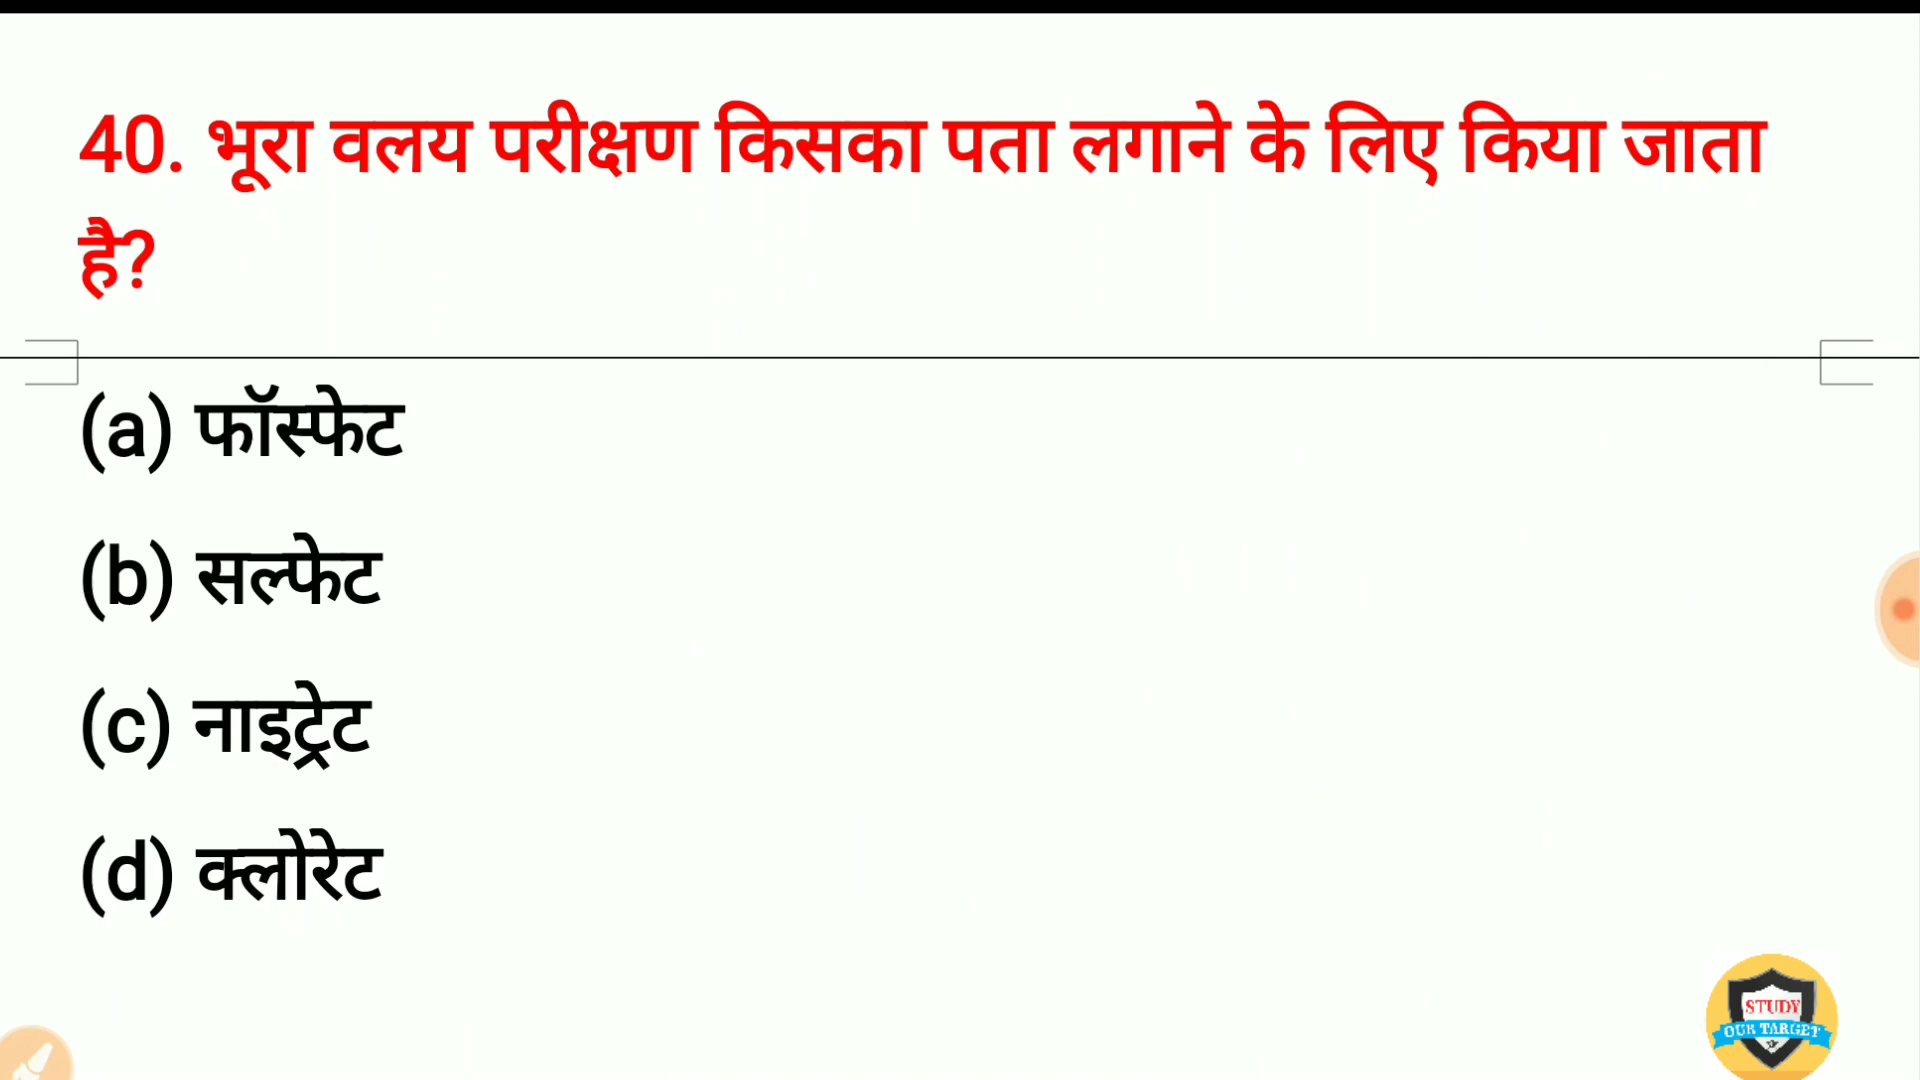 40. भूरा वलय परीक्षण किसका पता लगाने के लिए किया जाता
है?
(a) फॉस्फेट
(b) सल्फेट
(c) नाइट्रेट
(d) क्लोरेट
STUDY
OUR TARGET